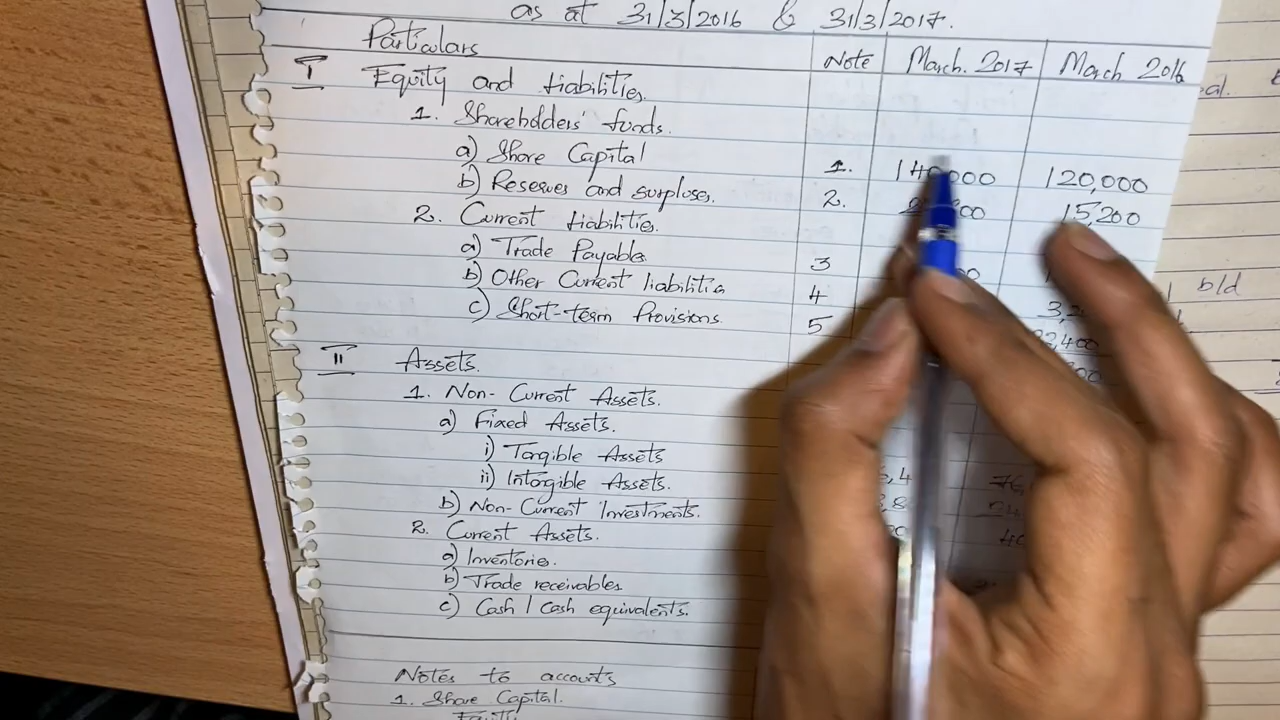 as at 31/3/2016 & 31/3/2017.
Particulars Note March. 2017 March 2016
I Equity and Liabilities.
1. Shareholders' funds.
a) Share Capital 1. 140,000 120,000
b) Reserves and surpluses. 2. 15,200
2. Current Liabilities.
a) Trade Payables 3
b) Other Current liabilities 4
c) Short-term Provisions. 5
II Assets.
1. Non-Current Assets.
a) Fixed Assets.
i) Tangible Assets
ii) Intangible Assets.
b) Non-Current Investments.
2. Current Assets.
a) Inventories.
b) Trade receivables
c) Cash / Cash equivalents.
Notes to accounts
1. Share Capital.
Equity
b/d